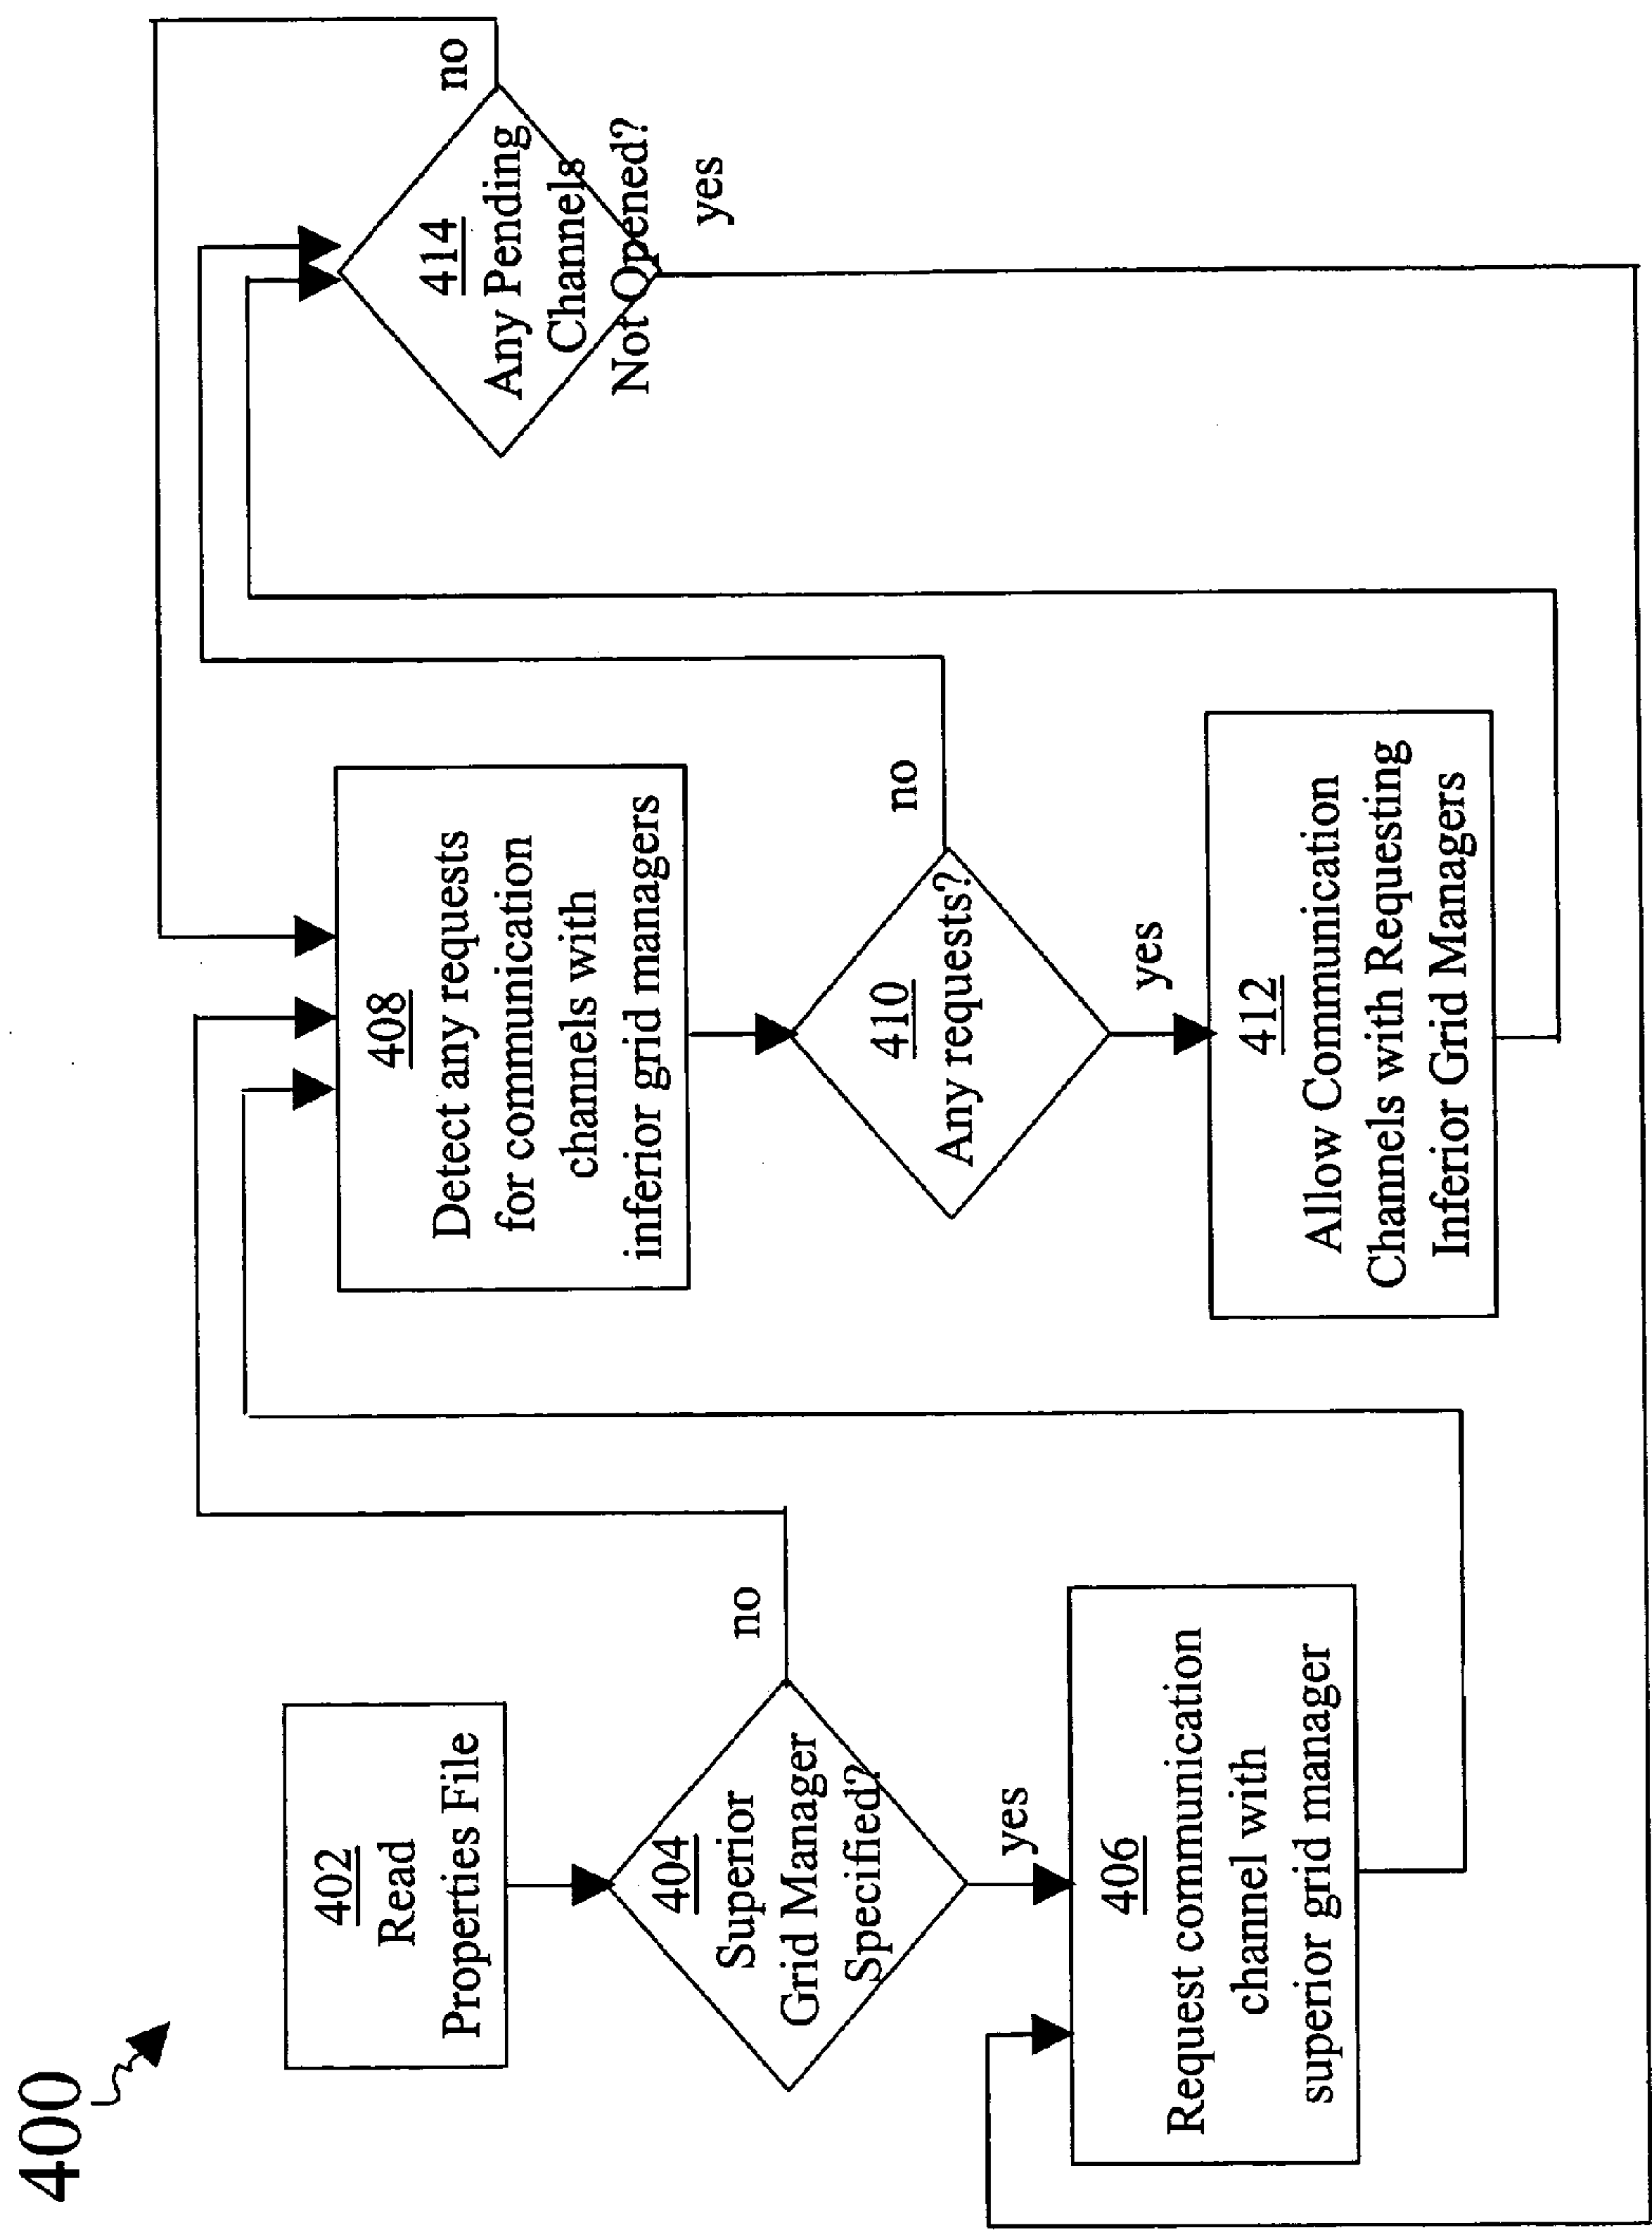 400
402
Read
Properties File
404
Superior
Grid Manager
Specified?
no
yes
406
Request communication
channel with
superior grid manager
408
Detect any requests
for communication
channels with
inferior grid managers
410
Any requests?
no
yes
412
Allow Communication
Channels with Requesting
Inferior Grid Managers
414
Any Pending
Channels
Not Opened?
no
yes